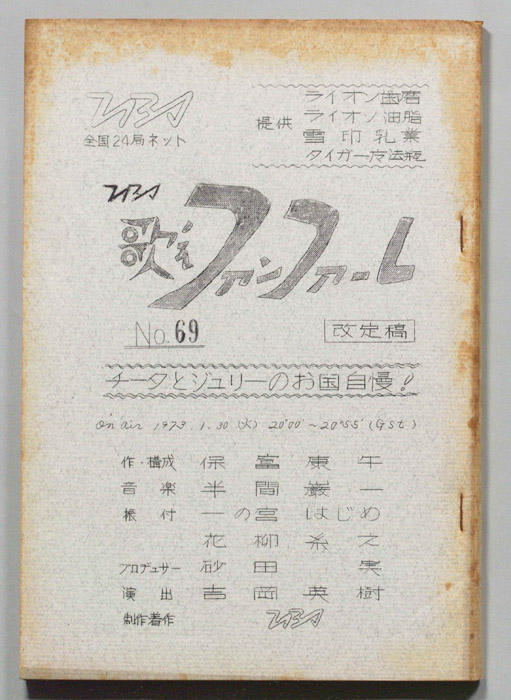 TBS
全国24局ネット
提供
ライオン歯磨
ライオン油脂
雪印乳業
タイガー魔法瓶
TBS
歌えファンファーレ
No.69
改定稿
チータとジュリーのお国自慢!
on air 1973.1.30(火) 20°00'~20°55'(GSt)
作・構成 保富康午
音楽 半間巌一
振付 一の宮はじめ
花柳糸之
プロデュサー 砂田実
演出 吉岡英樹
制作著作 TBS